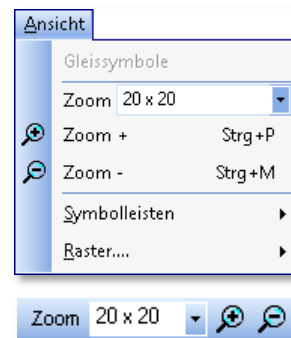 Ansicht
Gleissymbole
Zoom 20 x 20
Zoom + Strg+P
Zoom - Strg+M
Symbolleisten
Raster....
Zoom 20 x 20